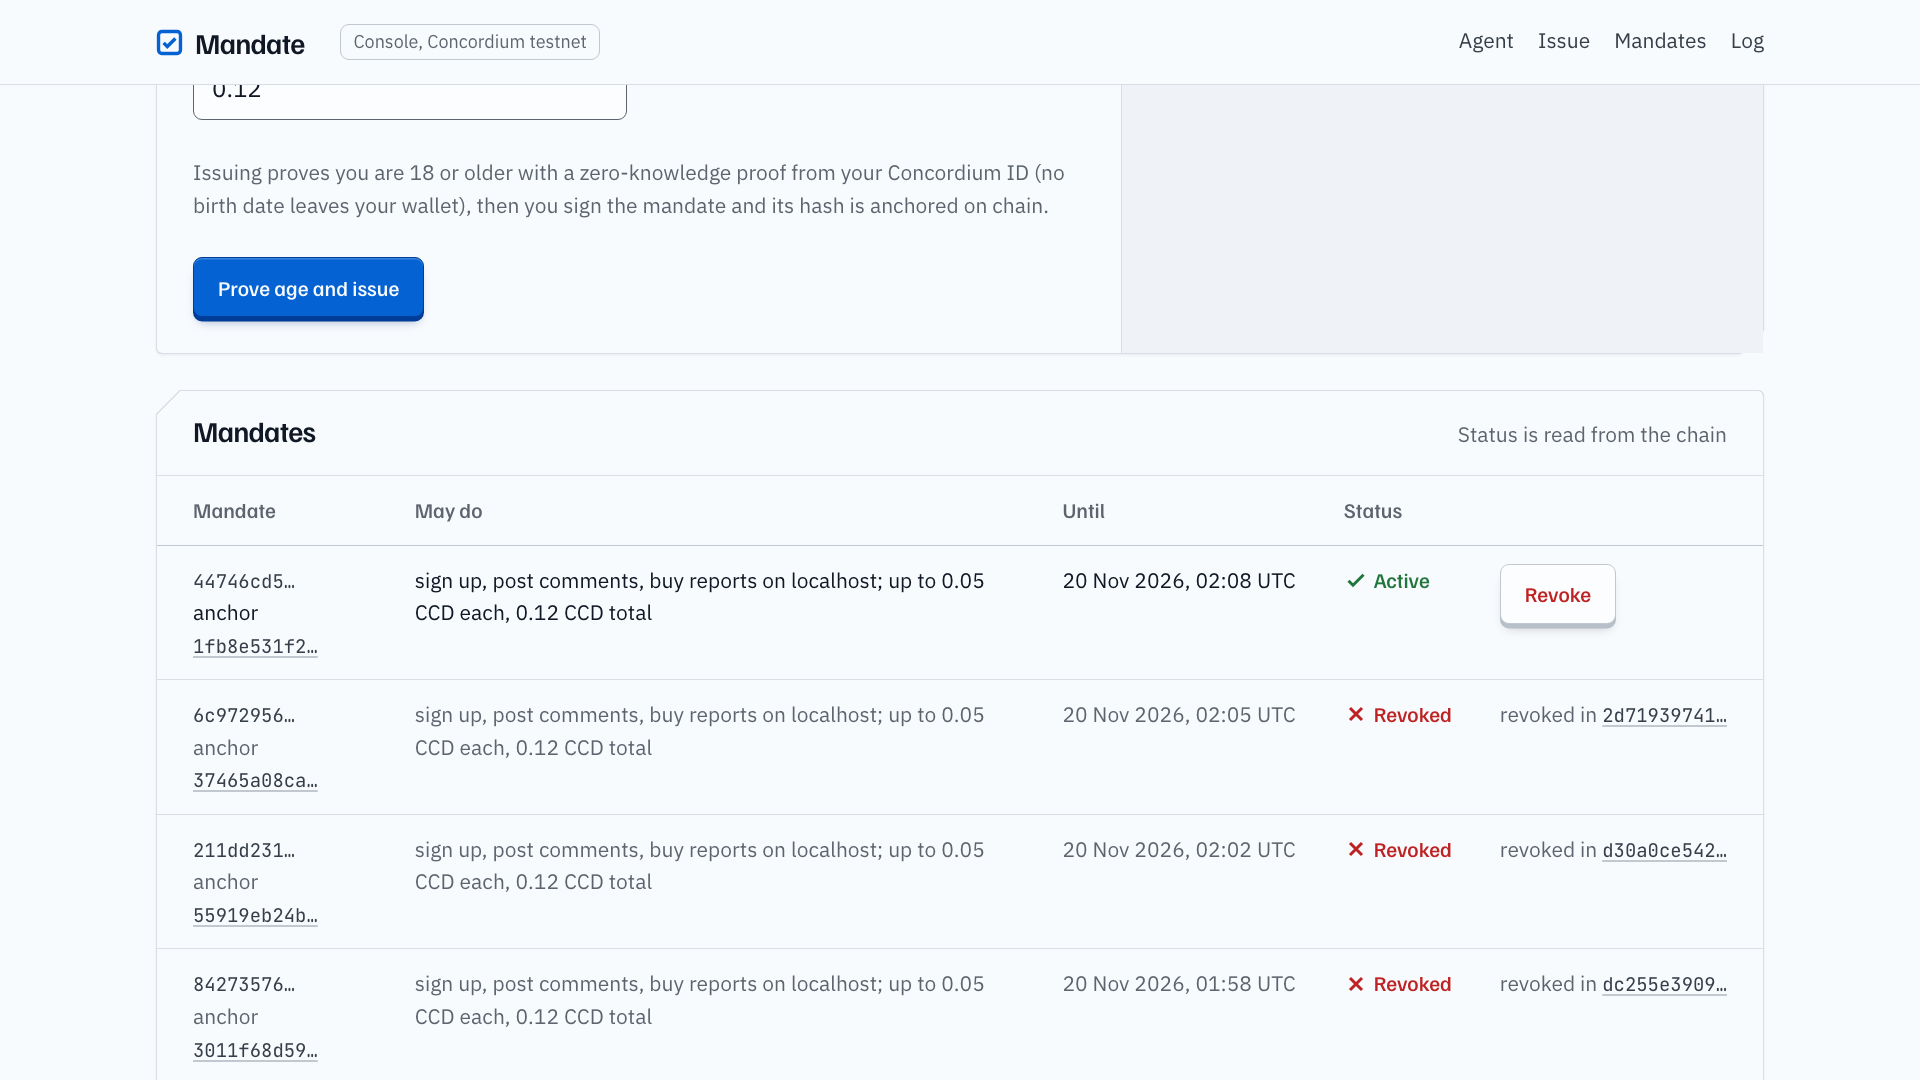 Mandate
Console, Concordium testnet
Agent
Issue
Mandates
Log
0.12
Issuing proves you are 18 or older with a zero-knowledge proof from your Concordium ID (no
birth date leaves your wallet), then you sign the mandate and its hash is anchored on chain.
Prove age and issue
Mandates
Status is read from the chain
Mandate
May do
Until
Status
44746cd5…
anchor
1fb8e531f2…
sign up, post comments, buy reports on localhost; up to 0.05
CCD each, 0.12 CCD total
20 Nov 2026, 02:08 UTC
Active
Revoke
6c972956…
anchor
37465a08ca…
sign up, post comments, buy reports on localhost; up to 0.05
CCD each, 0.12 CCD total
20 Nov 2026, 02:05 UTC
Revoked
revoked in 2d71939741…
211dd231…
anchor
55919eb24b…
sign up, post comments, buy reports on localhost; up to 0.05
CCD each, 0.12 CCD total
20 Nov 2026, 02:02 UTC
Revoked
revoked in d30a0ce542…
84273576…
anchor
3011f68d59…
sign up, post comments, buy reports on localhost; up to 0.05
CCD each, 0.12 CCD total
20 Nov 2026, 01:58 UTC
Revoked
revoked in dc255e3909…